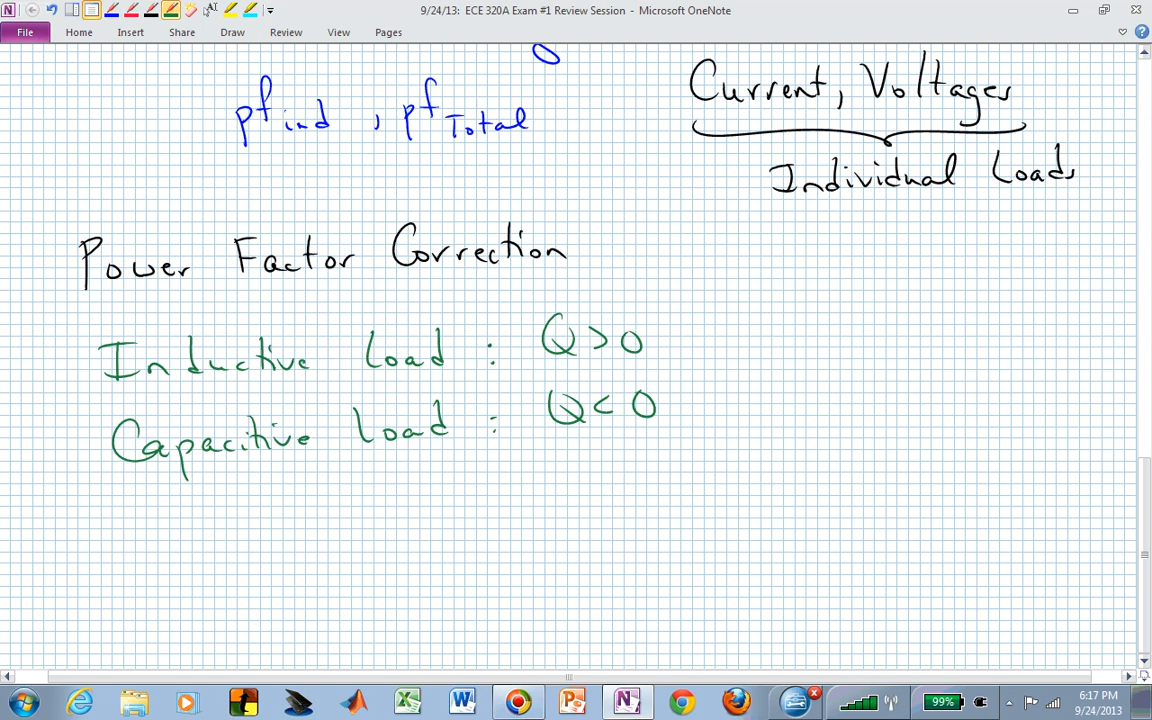 9/24/13: ECE 320A Exam #1 Review Session - Microsoft OneNote
File Home Insert Share Draw Review View Pages
Current, Voltages
pf ind , pf Total
Individual Loads
Power Factor Correction
Inductive Load : Q > 0
Capacitive Load : Q < 0
99%
6:17 PM
9/24/2013